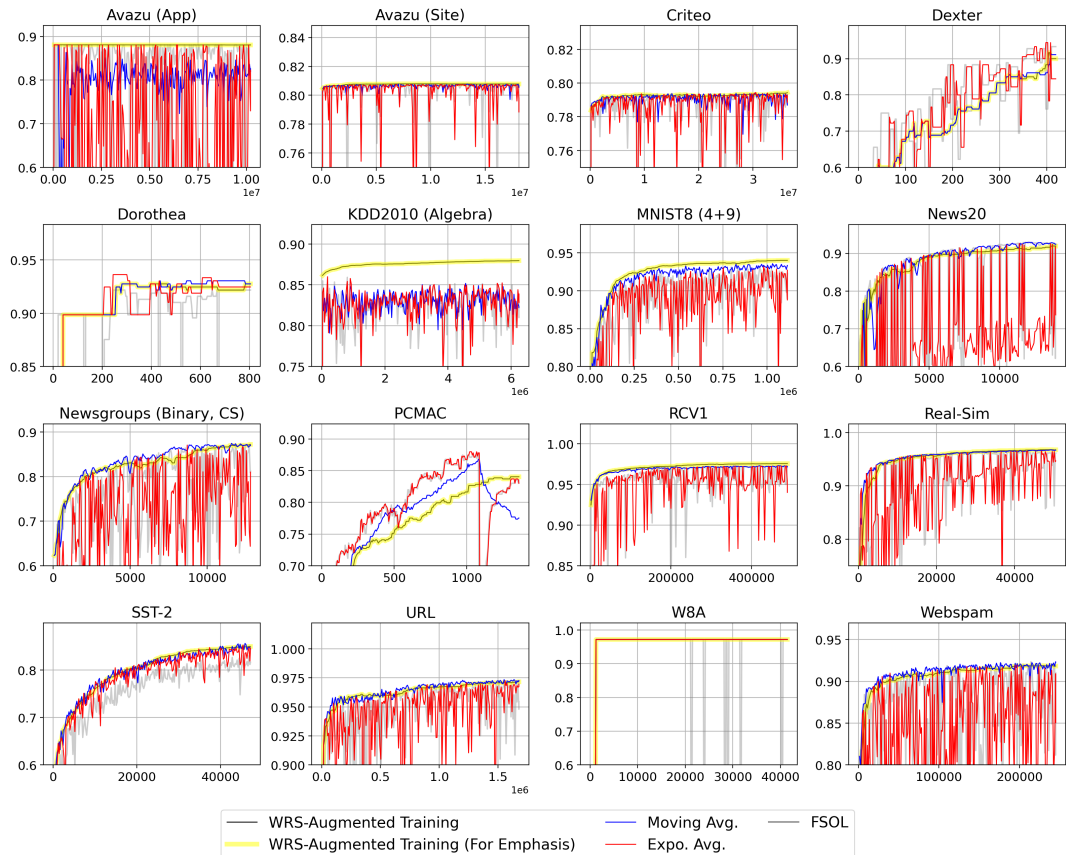 Avazu (App)
0.9
0.8
0.7
0.6
0.00 0.25 0.50 0.75 1.00
1e7
Avazu (Site)
0.84
0.82
0.80
0.78
0.76
0.0 0.5 1.0 1.5
1e7
Criteo
0.82
0.80
0.78
0.76
0 1 2 3
1e7
Dexter
0.9
0.8
0.7
0.6
0 100 200 300 400
Dorothea
0.95
0.90
0.85
0 200 400 600 800
KDD2010 (Algebra)
0.90
0.85
0.80
0.75
0 2 4 6
1e6
MNIST8 (4+9)
0.95
0.90
0.85
0.80
0.00 0.25 0.50 0.75 1.00
1e6
News20
0.9
0.8
0.7
0.6
0 5000 10000
Newsgroups (Binary, CS)
0.9
0.8
0.7
0.6
0 5000 10000
PCMAC
0.90
0.85
0.80
0.75
0.70
0 500 1000
RCV1
1.00
0.95
0.90
0.85
0 200000 400000
Real-Sim
1.0
0.9
0.8
0 20000 40000
SST-2
0.8
0.7
0.6
0 20000 40000
URL
1.000
0.975
0.950
0.925
0.900
0.0 0.5 1.0 1.5
1e6
W8A
1.0
0.9
0.8
0.7
0.6
0 10000 20000 30000 40000
Webspam
0.95
0.90
0.85
0.80
0 100000 200000
WRS-Augmented Training
WRS-Augmented Training (For Emphasis)
Moving Avg.
Expo. Avg.
FSOL